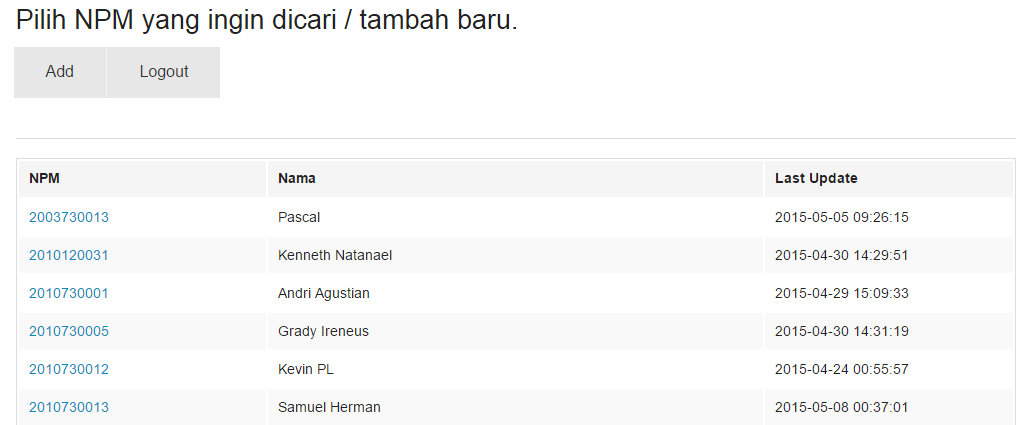 Pilih NPM yang ingin dicari / tambah baru.
Add Logout
NPM Nama Last Update
2003730013 Pascal 2015-05-05 09:26:15
2010120031 Kenneth Natanael 2015-04-30 14:29:51
2010730001 Andri Agustian 2015-04-29 15:09:33
2010730005 Grady Ireneus 2015-04-30 14:31:19
2010730012 Kevin PL 2015-04-24 00:55:57
2010730013 Samuel Herman 2015-05-08 00:37:01